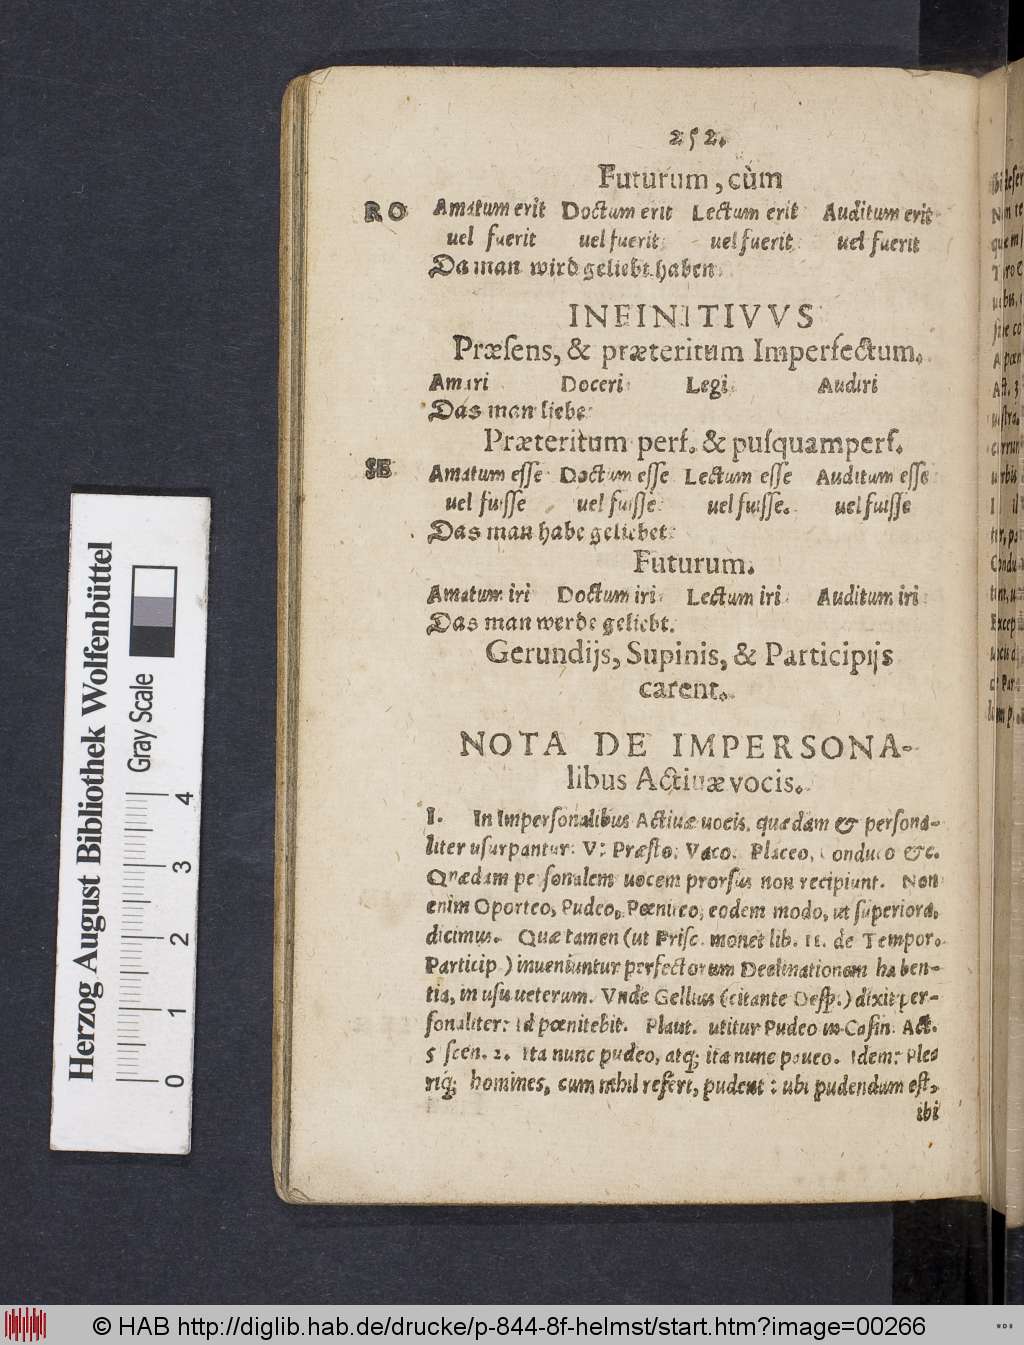 252.
Futurum, cùm
RO Amatum erit Doctum erit Lectum erit Auditum erit
uel fuerit uel fuerit uel fuerit uel fuerit
Da man wird geliebt haben
INFINITIVVS
Præſens, & præteritum Imperfectum.
Amari Doceri Legi Audiri
Das man liebe
Præteritum perf. & puſquamperf.
SE Amatum eſſe Doctum eſſe Lectum eſſe Auditum eſſe
uel fuiſſe uel fuiſſe uel fuiſſe. uel fuiſſe
Das man habe geliebet
Futurum.
Amatum iri Doctum iri Lectum iri Auditum iri
Das man werde geliebt.
Gerundijs, Supinis, & Participijs
carent.
NOTA DE IMPERSONA-
libus Actiuæ vocis.
I. In Imperſonalibus Actiuæ uocis, quædam & perſona-
liter uſurpantur: V: Præſto, Vaco. Placeo, Conduco &c.
Quædam perſonalem uocem prorſus non recipiunt. Non
enim Oporteo, Pudeo, Pœniteo, eodem modo, ut ſuperiora,
dicimus. Quæ tamen (ut Priſc. monet lib. 11. de Tempor.
Particip.) inueniuntur perfectorum Declinationem haben-
tia, in uſu ueterum. Vnde Gellius (citante Deſp.) dixit per-
ſonaliter: Id pœnitebit. Plaut. utitur Pudeo in Caſin. Act.
5 ſcen. 2. Ita nunc pudeo, atq; ita nunc paueo. Idem: Ple-
riq; homines, cum nihil refert, pudent: ubi pudendum eſt,
ibi
Herzog August Bibliothek Wolfenbüttel
Gray Scale
0 1 2 3 4
© HAB http://diglib.hab.de/drucke/p-844-8f-helmst/start.htm?image=00266